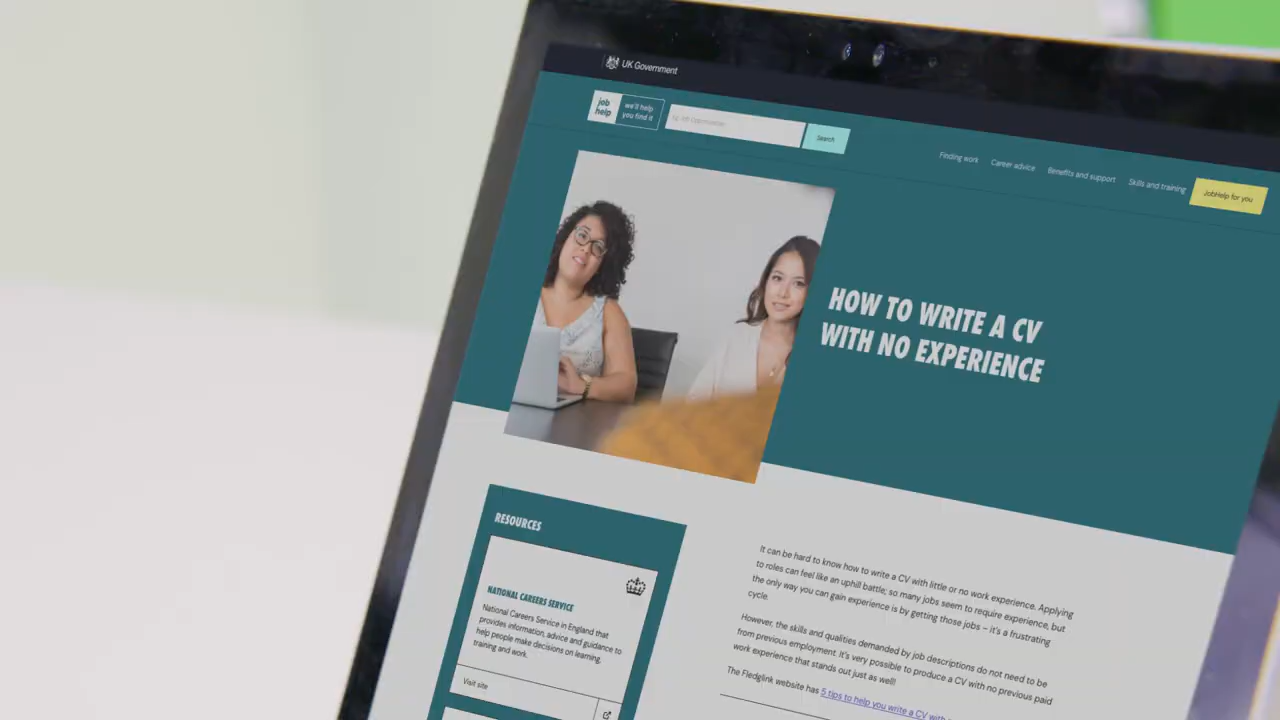 UK Government
job
help
we'll help
you find it
Search
Finding work
Career advice
Benefits and support
Skills and training
JobHelp for you
HOW TO WRITE A CV
WITH NO EXPERIENCE
RESOURCES
NATIONAL CAREERS SERVICE
National Careers Service in England that
provides information, advice and guidance to
help people make decisions on learning,
training and work.
Visit site
It can be hard to know how to write a CV with little or no work experience. Applying
to roles can feel like an uphill battle; so many jobs seem to require experience, but
the only way you can gain experience is by getting those jobs – it's a frustrating
cycle.
However, the skills and qualities demanded by job descriptions do not need to be
from previous employment. It's very possible to produce a CV with no previous paid
work experience that stands out just as well!
The Fledglink website has 5 tips to help you write a CV with